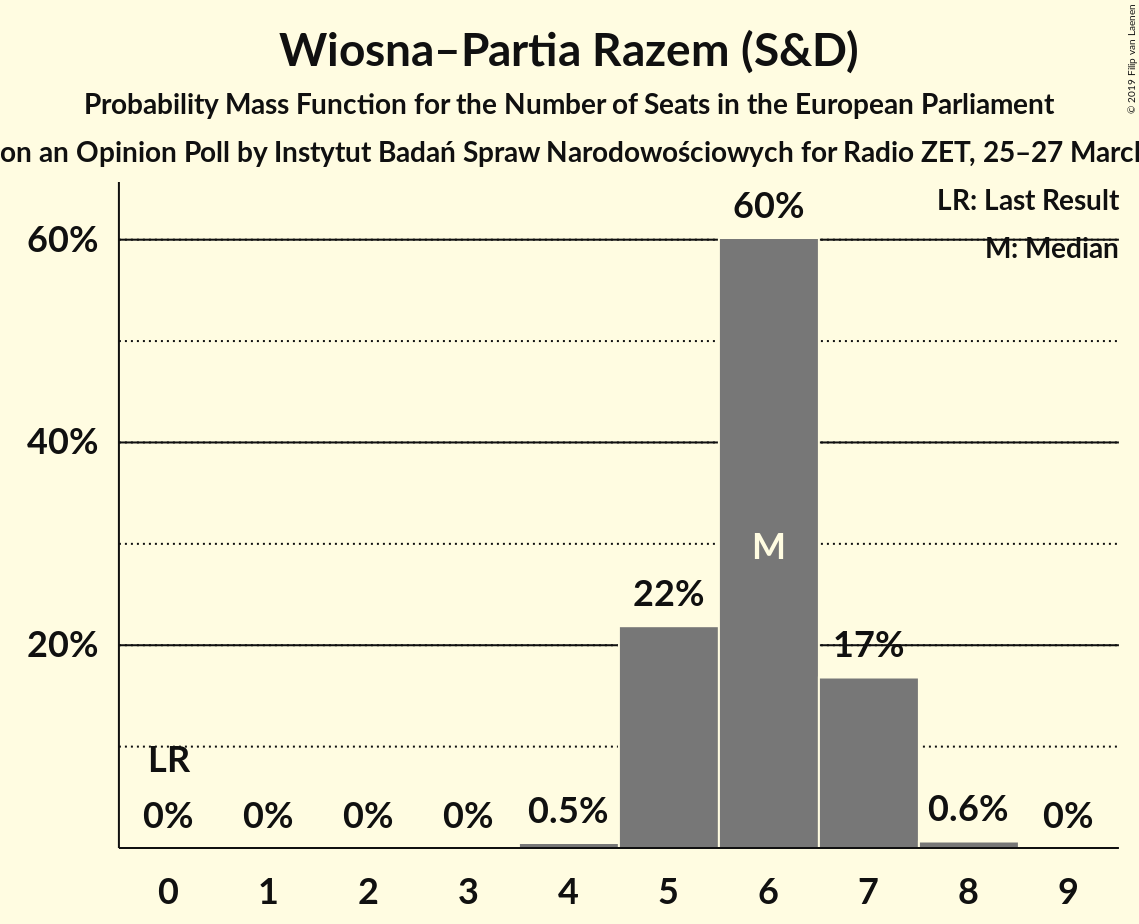 Wiosna–Partia Razem (S&D)
Probability Mass Function for the Number of Seats in the European Parliament
on an Opinion Poll by Instytut Badań Spraw Narodowościowych for Radio ZET, 25–27 March
© 2019 Filip van Laenen
LR: Last Result
M: Median
60%
40%
20%
LR
0%
0%
0%
0%
0.5%
22%
60%
M
17%
0.6%
0%
0 1 2 3 4 5 6 7 8 9